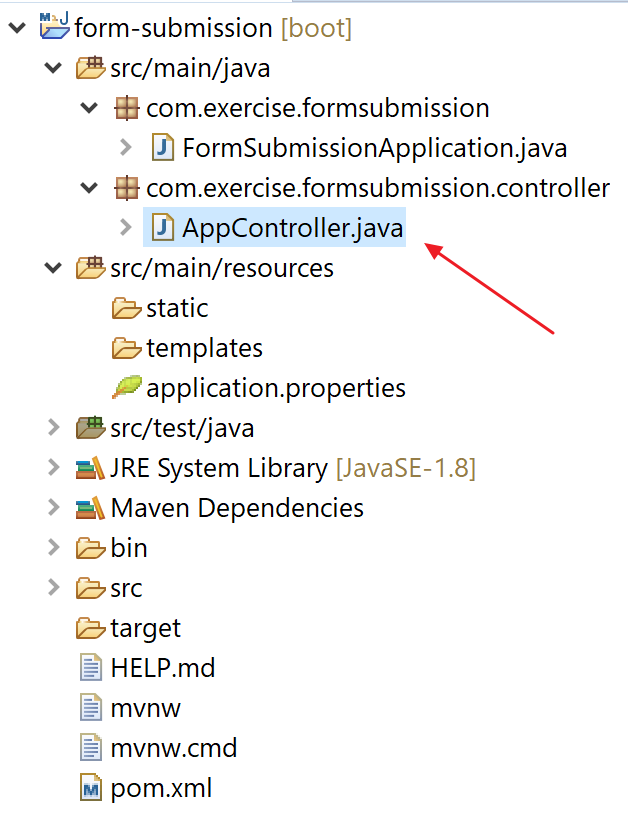 form-submission [boot]
src/main/java
com.exercise.formsubmission
FormSubmissionApplication.java
com.exercise.formsubmission.controller
AppController.java
src/main/resources
static
templates
application.properties
src/test/java
JRE System Library [JavaSE-1.8]
Maven Dependencies
bin
src
target
HELP.md
mvnw
mvnw.cmd
pom.xml